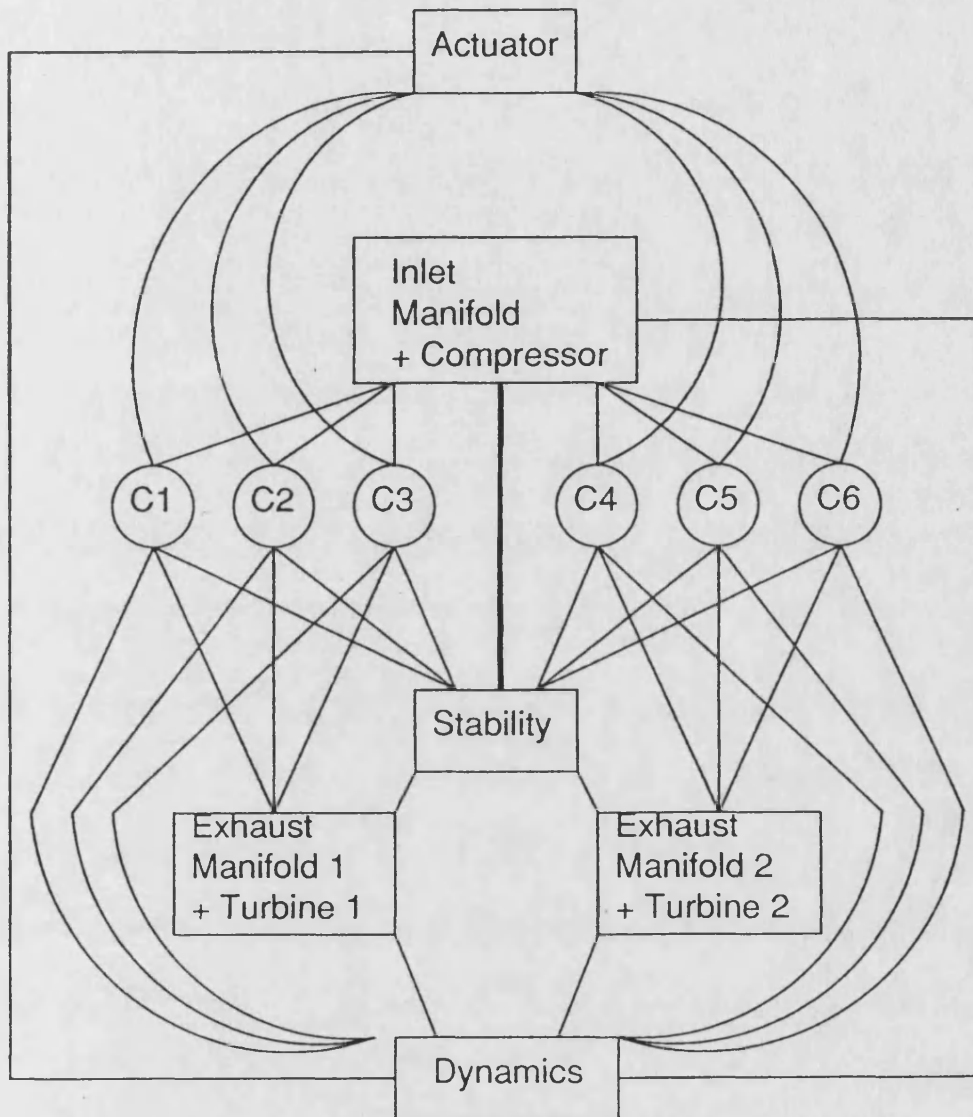 Actuator
Inlet
Manifold
+ Compressor
C1
C2
C3
C4
C5
C6
Stability
Exhaust
Manifold 1
+ Turbine 1
Exhaust
Manifold 2
+ Turbine 2
Dynamics